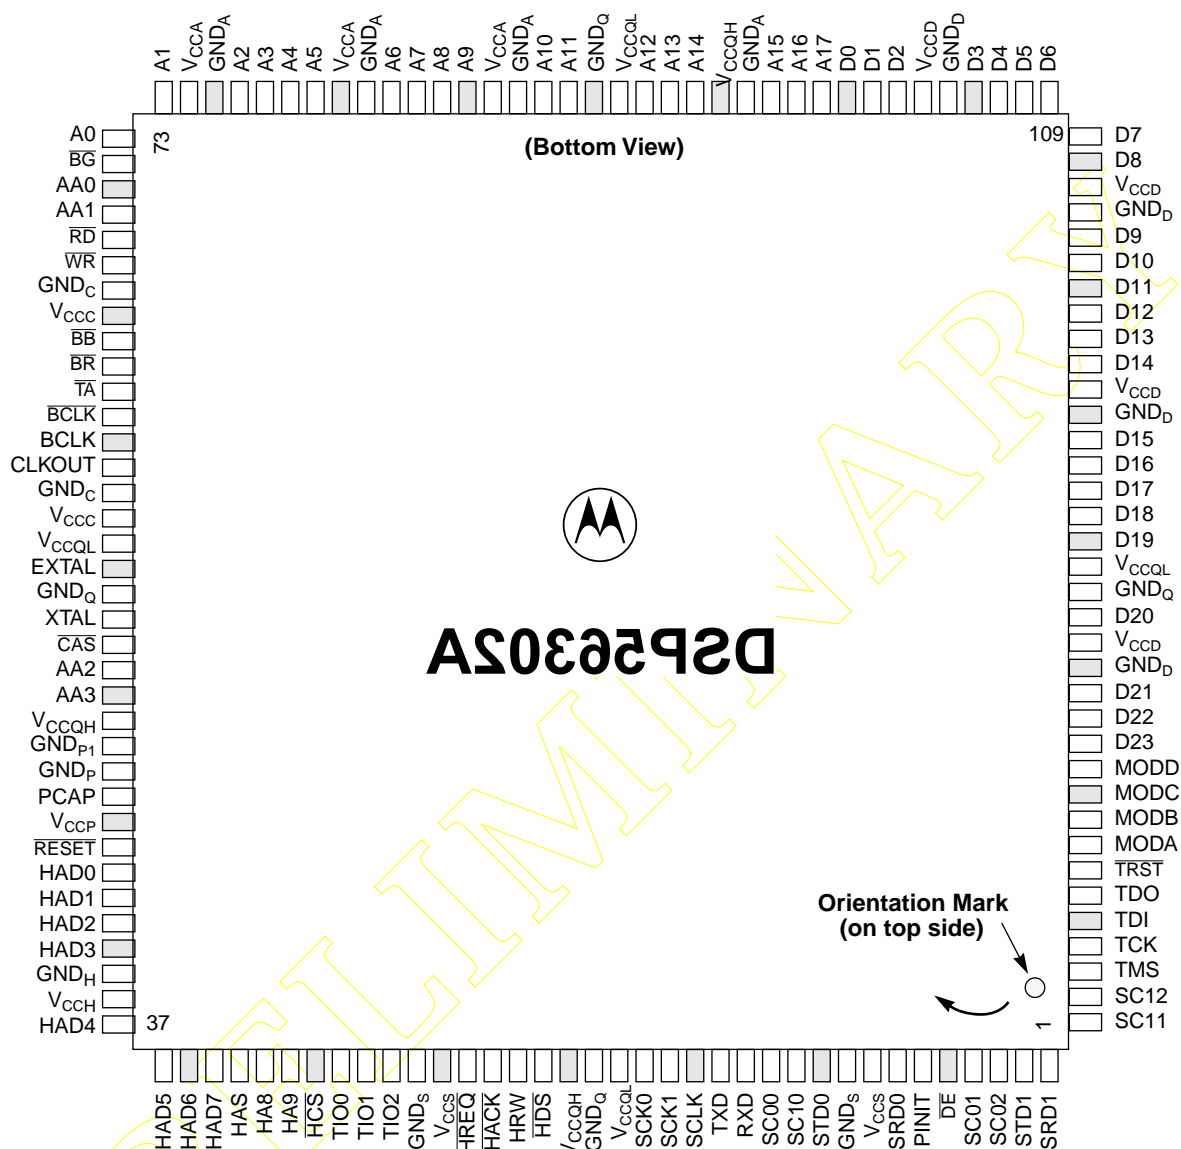 A1
VCCA
GNDA
A2
A3
A4
A5
VCCA
GNDA
A6
A7
A8
A9
VCCA
GNDA
A10
A11
GNDQ
VCCQL
A12
A13
A14
VCCQH
GNDA
A15
A16
A17
D0
D1
D2
VCCD
GNDD
D3
D4
D5
D6
73
(Bottom View)
109
A0
BG
AA0
AA1
RD
WR
GNDC
VCCC
BB
BR
TA
BCLK
BCLK
CLKOUT
GNDC
VCCC
VCCQL
EXTAL
GNDQ
XTAL
CAS
AA2
AA3
VCCQH
GNDP1
GNDP
PCAP
VCCP
RESET
HAD0
HAD1
HAD2
HAD3
GNDH
VCCH
HAD4
D7
D8
VCCD
GNDD
D9
D10
D11
D12
D13
D14
VCCD
GNDD
D15
D16
D17
D18
D19
VCCQL
GNDQ
D20
VCCD
GNDD
D21
D22
D23
MODD
MODC
MODB
MODA
TRST
TDO
TDI
TCK
TMS
SC12
SC11
DSP56302A
PRELIMINARY
Orientation Mark
(on top side)
37
1
HAD5
HAD6
HAD7
HAS
HA8
HA9
HCS
TIO0
TIO1
TIO2
GNDS
VCCS
HREQ
HACK
HRW
HDS
VCCQH
GNDQ
VCCQL
SCK0
SCK1
SCLK
TXD
RXD
SC00
SC10
STD0
GNDS
VCCS
SRD0
PINIT
DE
SC01
SC02
STD1
SRD1